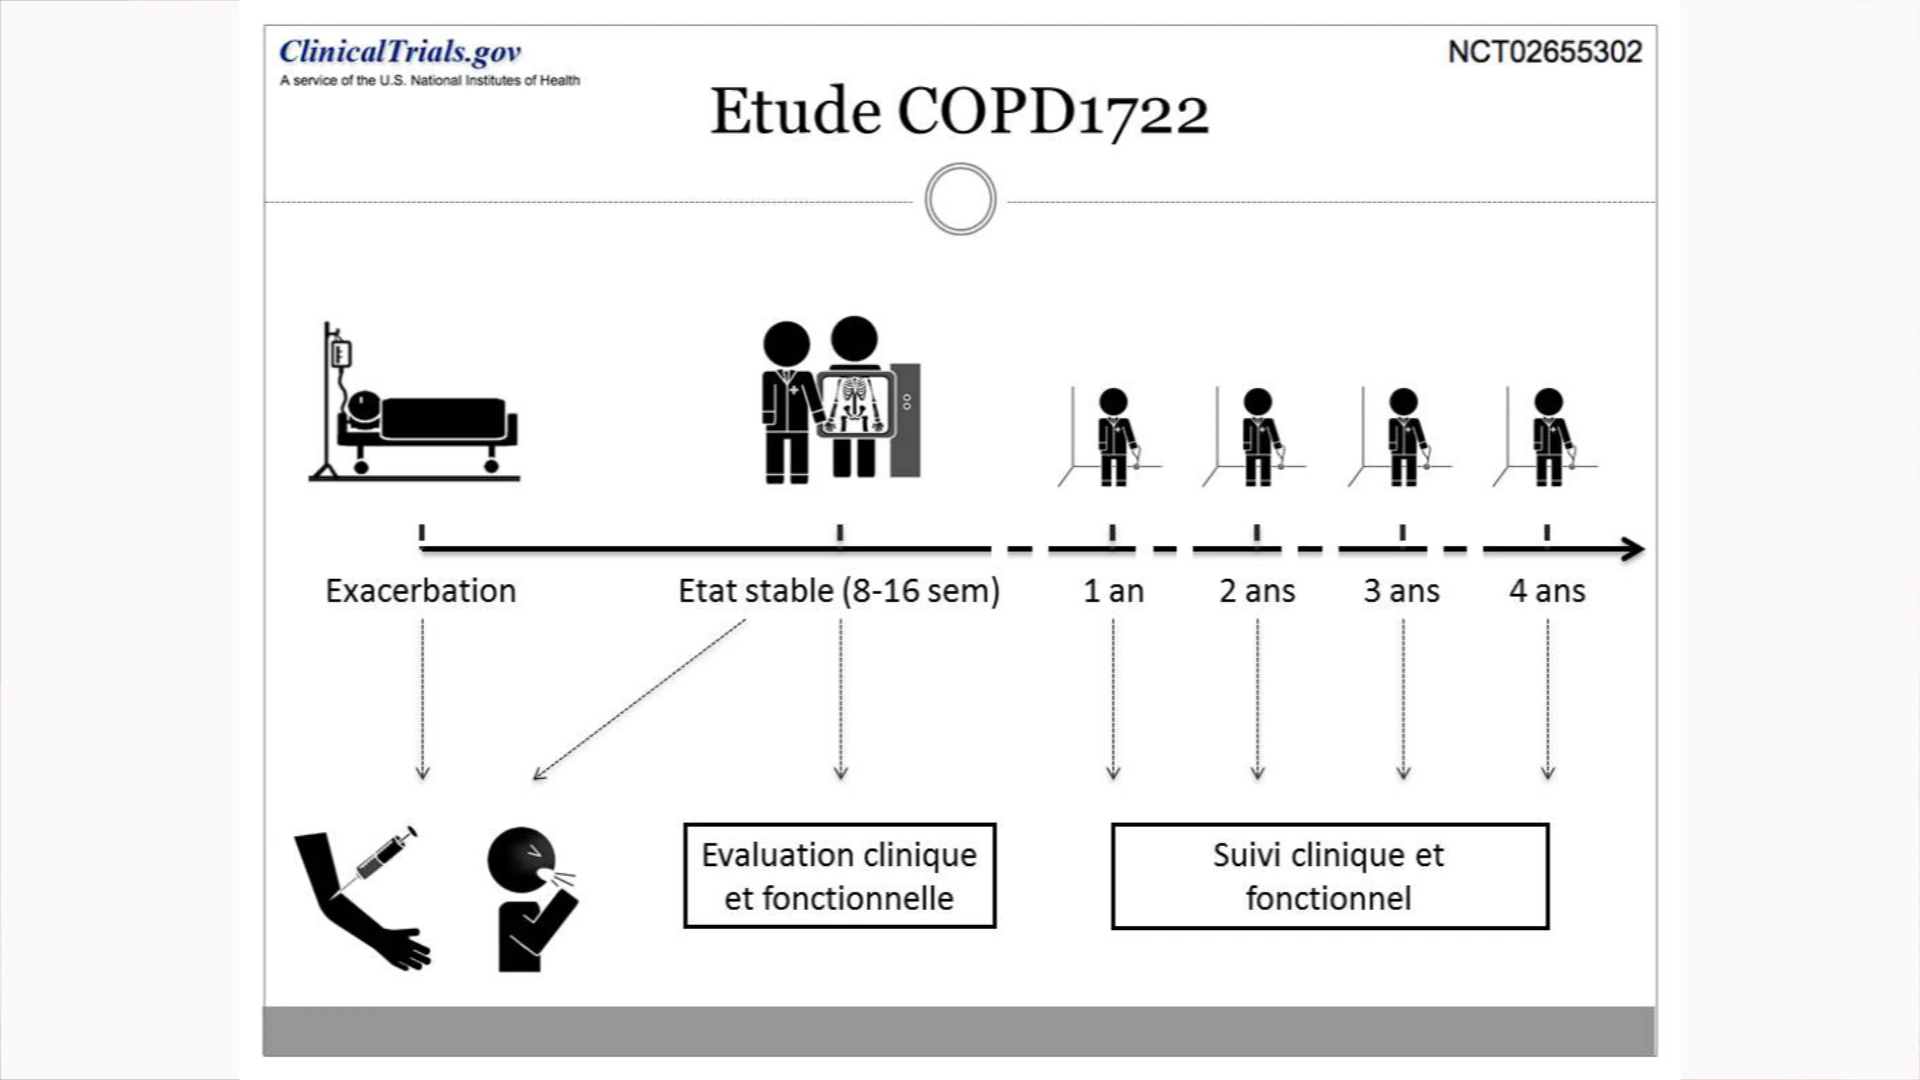 ClinicalTrials.gov
A service of the U.S. National Institutes of Health
NCT02655302
Etude COPD1722
Exacerbation
Etat stable (8-16 sem)
1 an
2 ans
3 ans
4 ans
Evaluation clinique
et fonctionnelle
Suivi clinique et
fonctionnel